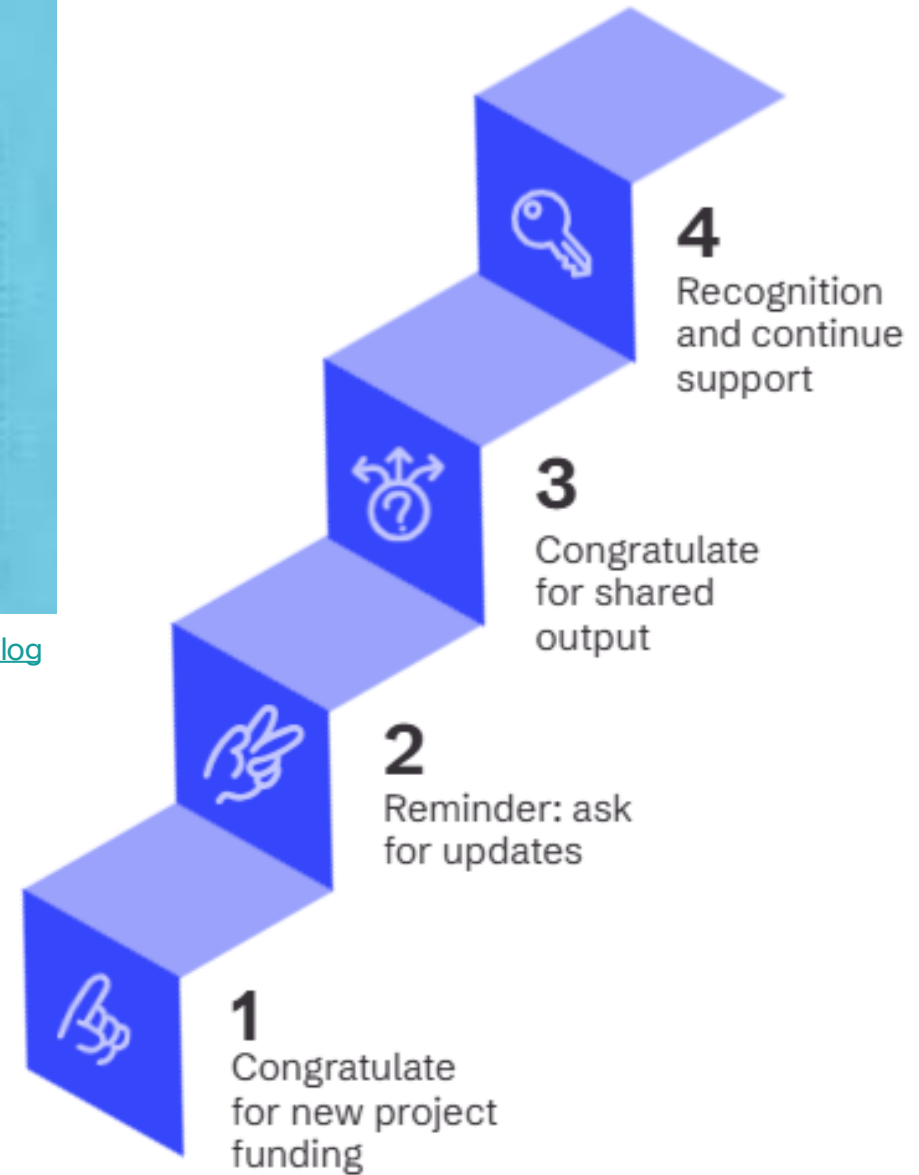 4
Recognition
and continue
support
3
Congratulate
for shared
output
log
2
Reminder: ask
for updates
1
Congratulate
for new project
funding